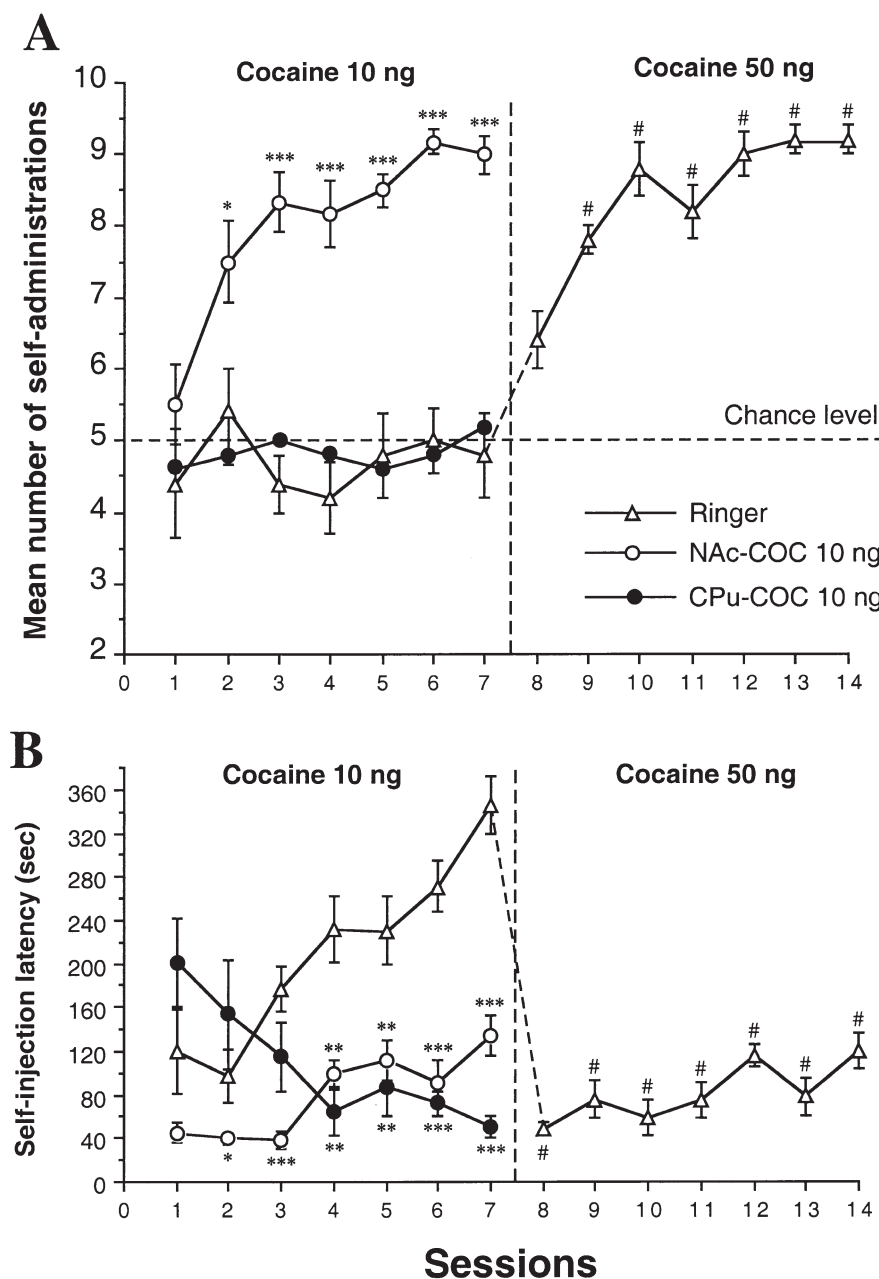 A
Cocaine 10 ng Cocaine 50 ng
Mean number of self-administrations
10
9
8
7
6
5
4
3
2
*** *** *** *** ***
*
# # # # # #
Chance level
Ringer
NAc-COC 10 ng
CPu-COC 10 ng
0 1 2 3 4 5 6 7 8 9 10 11 12 13 14
B
Cocaine 10 ng Cocaine 50 ng
Self-injection latency (sec)
360
320
280
240
200
160
120
80
40
0
** ** *** ***
* *** ** ** *** ***
# # # # # # #
0 1 2 3 4 5 6 7 8 9 10 11 12 13 14
Sessions